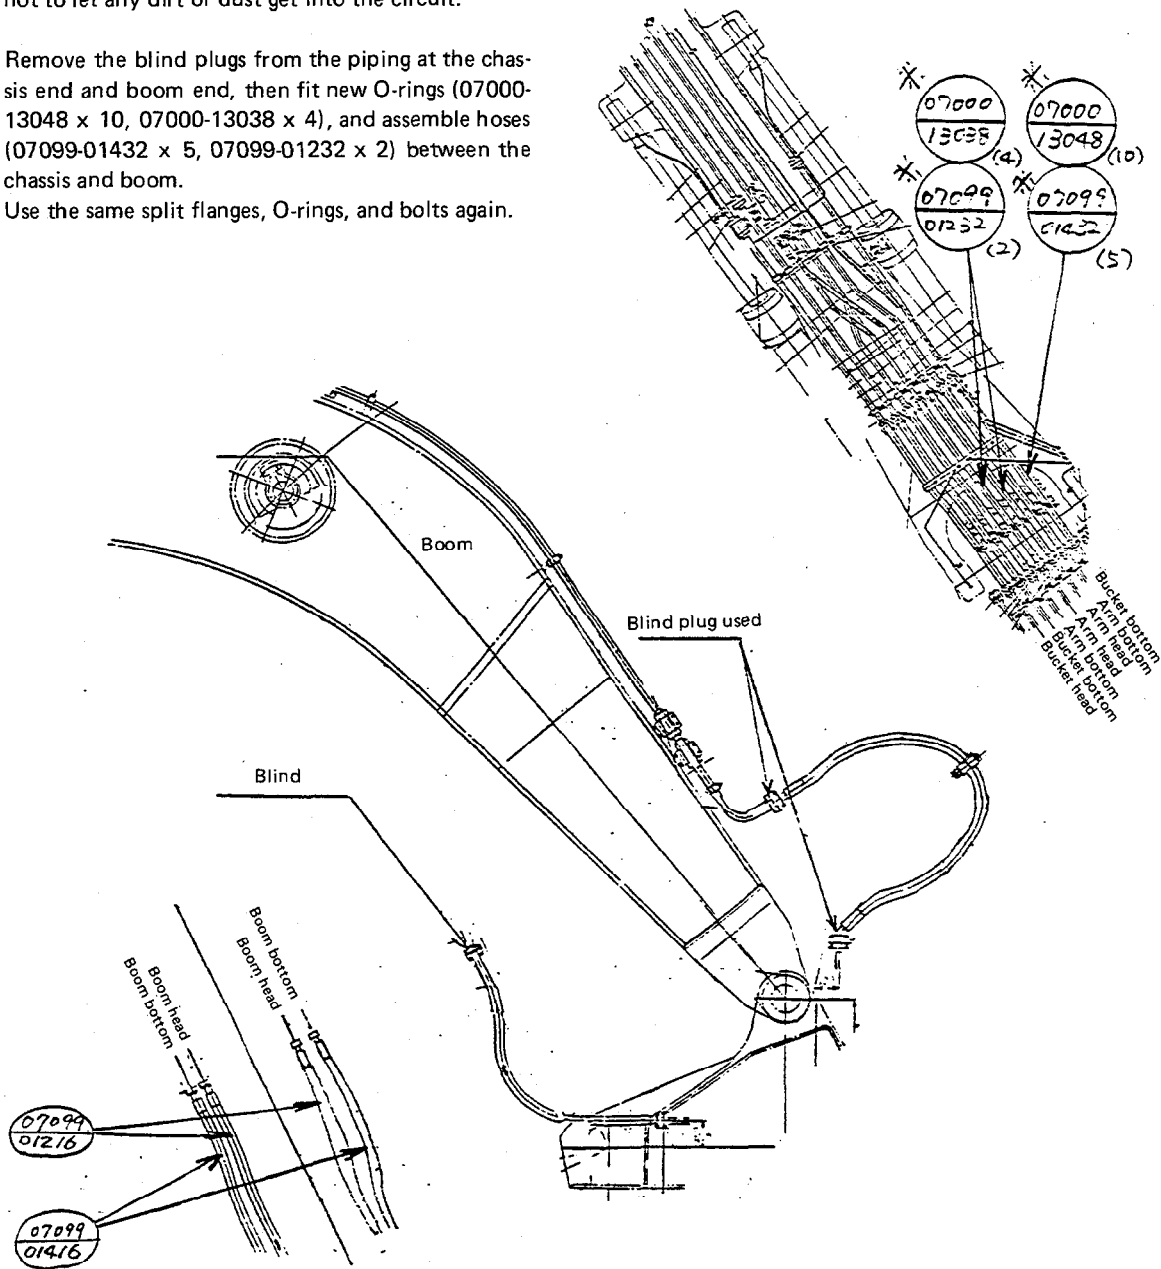 not to let any dirt or dust get into the circuit.
Remove the blind plugs from the piping at the chas-
sis end and boom end, then fit new O-rings (07000-
13048 x 10, 07000-13038 x 4), and assemble hoses
(07099-01432 x 5, 07099-01232 x 2) between the
chassis and boom.
Use the same split flanges, O-rings, and bolts again.
07000
13038
(4)
07000
13048
(10)
07099
01232
(2)
07099
01432
(5)
Boom
Bucket bottom
Arm bottom
Arm head
Arm head
Arm bottom
Bucket bottom
Bucket head
Blind plug used
Blind
Boom bottom
Boom head
Boom head
Boom bottom
07099
01216
07099
01416